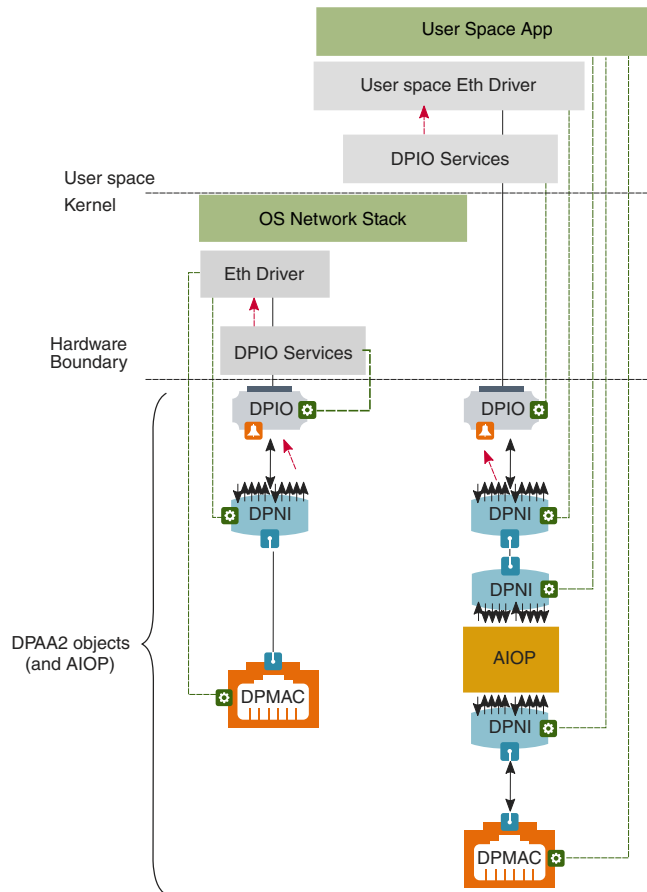 User Space App
User space Eth Driver
DPIO Services
User space
Kernel
OS Network Stack
Eth Driver
Hardware
Boundary
DPIO Services
DPIO
DPIO
DPNI
DPNI
DPNI
DPAA2 objects
(and AIOP)
AIOP
DPMAC
DPNI
DPMAC